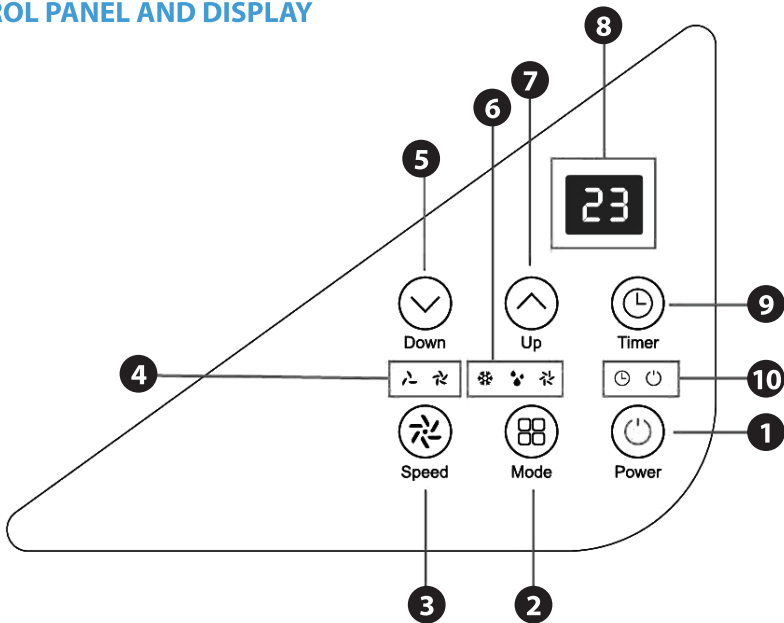 ROL PANEL AND DISPLAY
8
7
6
5
23
9
Down
Up
Timer
4
10
1
Speed
Mode
Power
3
2